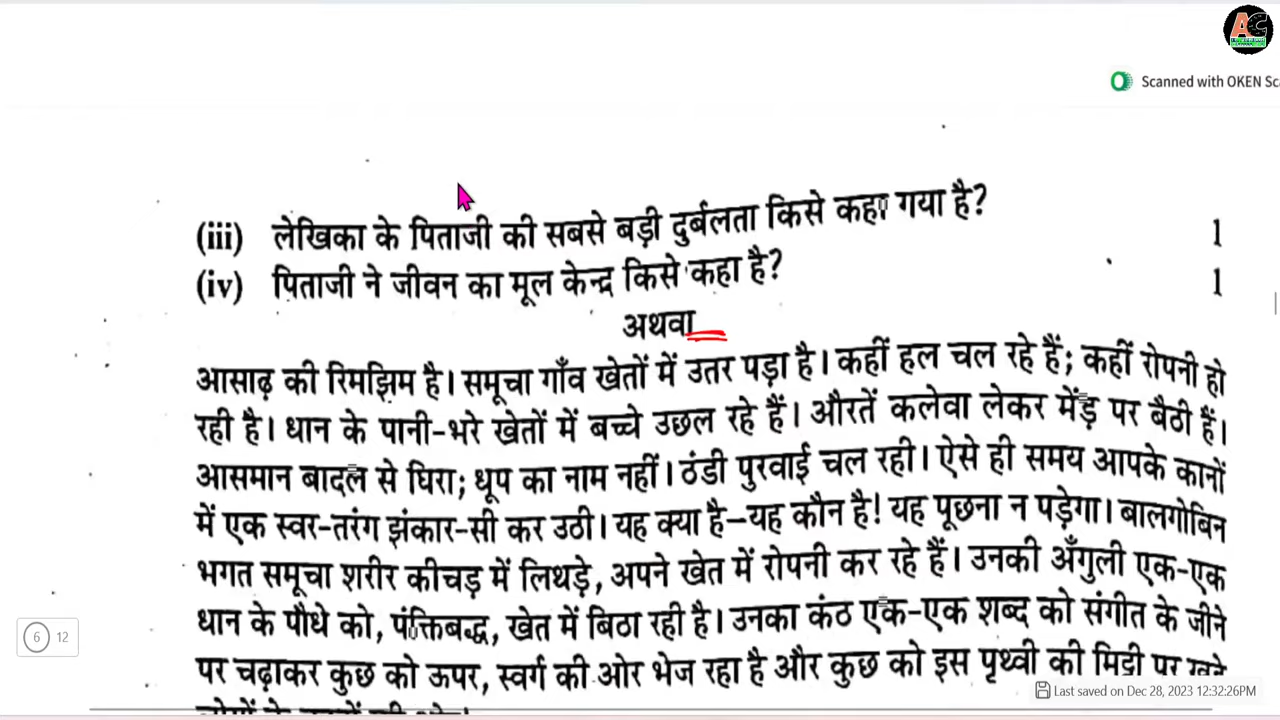 AC
Scanned with OKEN Sc
(iii) लेखिका के पिताजी की सबसे बड़ी दुर्बलता किसे कहा गया है? 1
(iv) पिताजी ने जीवन का मूल केन्द्र किसे कहा है? 1
अथवा
आसाढ़ की रिमझिम है। समूचा गाँव खेतों में उतर पड़ा है। कहीं हल चल रहे हैं; कहीं रोपनी हो
रही है। धान के पानी-भरे खेतों में बच्चे उछल रहे हैं। औरतें कलेवा लेकर मेंड़ पर बैठी हैं।
आसमान बादल से घिरा; धूप का नाम नहीं। ठंडी पुरवाई चल रही। ऐसे ही समय आपके कानों
में एक स्वर-तरंग झंकार-सी कर उठी। यह क्या है-यह कौन है! यह पूछना न पड़ेगा। बालगोबिन
भगत समूचा शरीर कीचड़ में लिथड़े, अपने खेत में रोपनी कर रहे हैं। उनकी अँगुली एक-एक
धान के पौधे को, पंक्तिबद्ध, खेत में बिठा रही है। उनका कंठ एक-एक शब्द को संगीत के जीने
पर चढ़ाकर कुछ को ऊपर, स्वर्ग की ओर भेज रहा है और कुछ को इस पृथ्वी की मिट्टी पर
6 12
Last saved on Dec 28, 2023 12:32:26PM